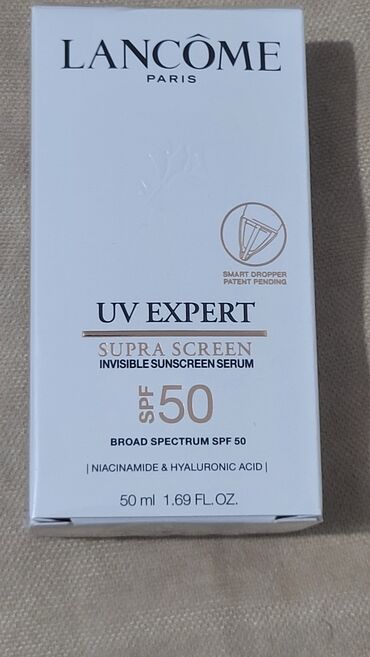 LANCÔME
PARIS
SMART DROPPER
PATENT PENDING
UV EXPERT
SUPRA SCREEN
INVISIBLE SUNSCREEN SERUM
SPF 50
BROAD SPECTRUM SPF 50
| NIACINAMIDE & HYALURONIC ACID |
50 ml 1.69 FL.OZ.